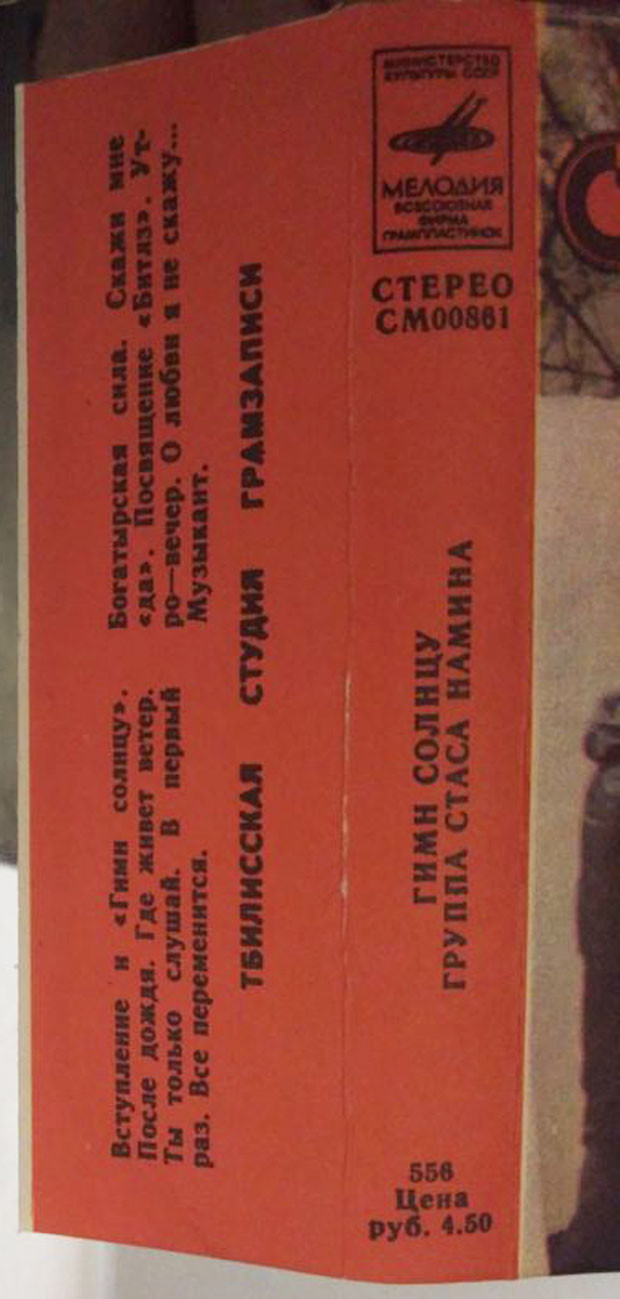 Вступление и «Гимн солнцу».
После дождя. Где живет ветер.
Ты только слушай. В первый
раз. Все переменится.
Богатырская сила. Скажи мне
«да». Посвящение «Битлз». Ут-
ро—вечер. О любви я не скажу...
Музыкант.
ТБИЛИССКАЯ СТУДИЯ ГРАМЗАПИСИ
МИНИСТЕРСТВО
КУЛЬТУРЫ СССР
МЕЛОДИЯ
ВСЕСОЮЗНАЯ
ФИРМА
ГРАМПЛАСТИНОК
СТЕРЕО
СМ00861
ГИМН СОЛНЦУ
ГРУППА СТАСА НАМИНА
556
Цена
руб. 4.50